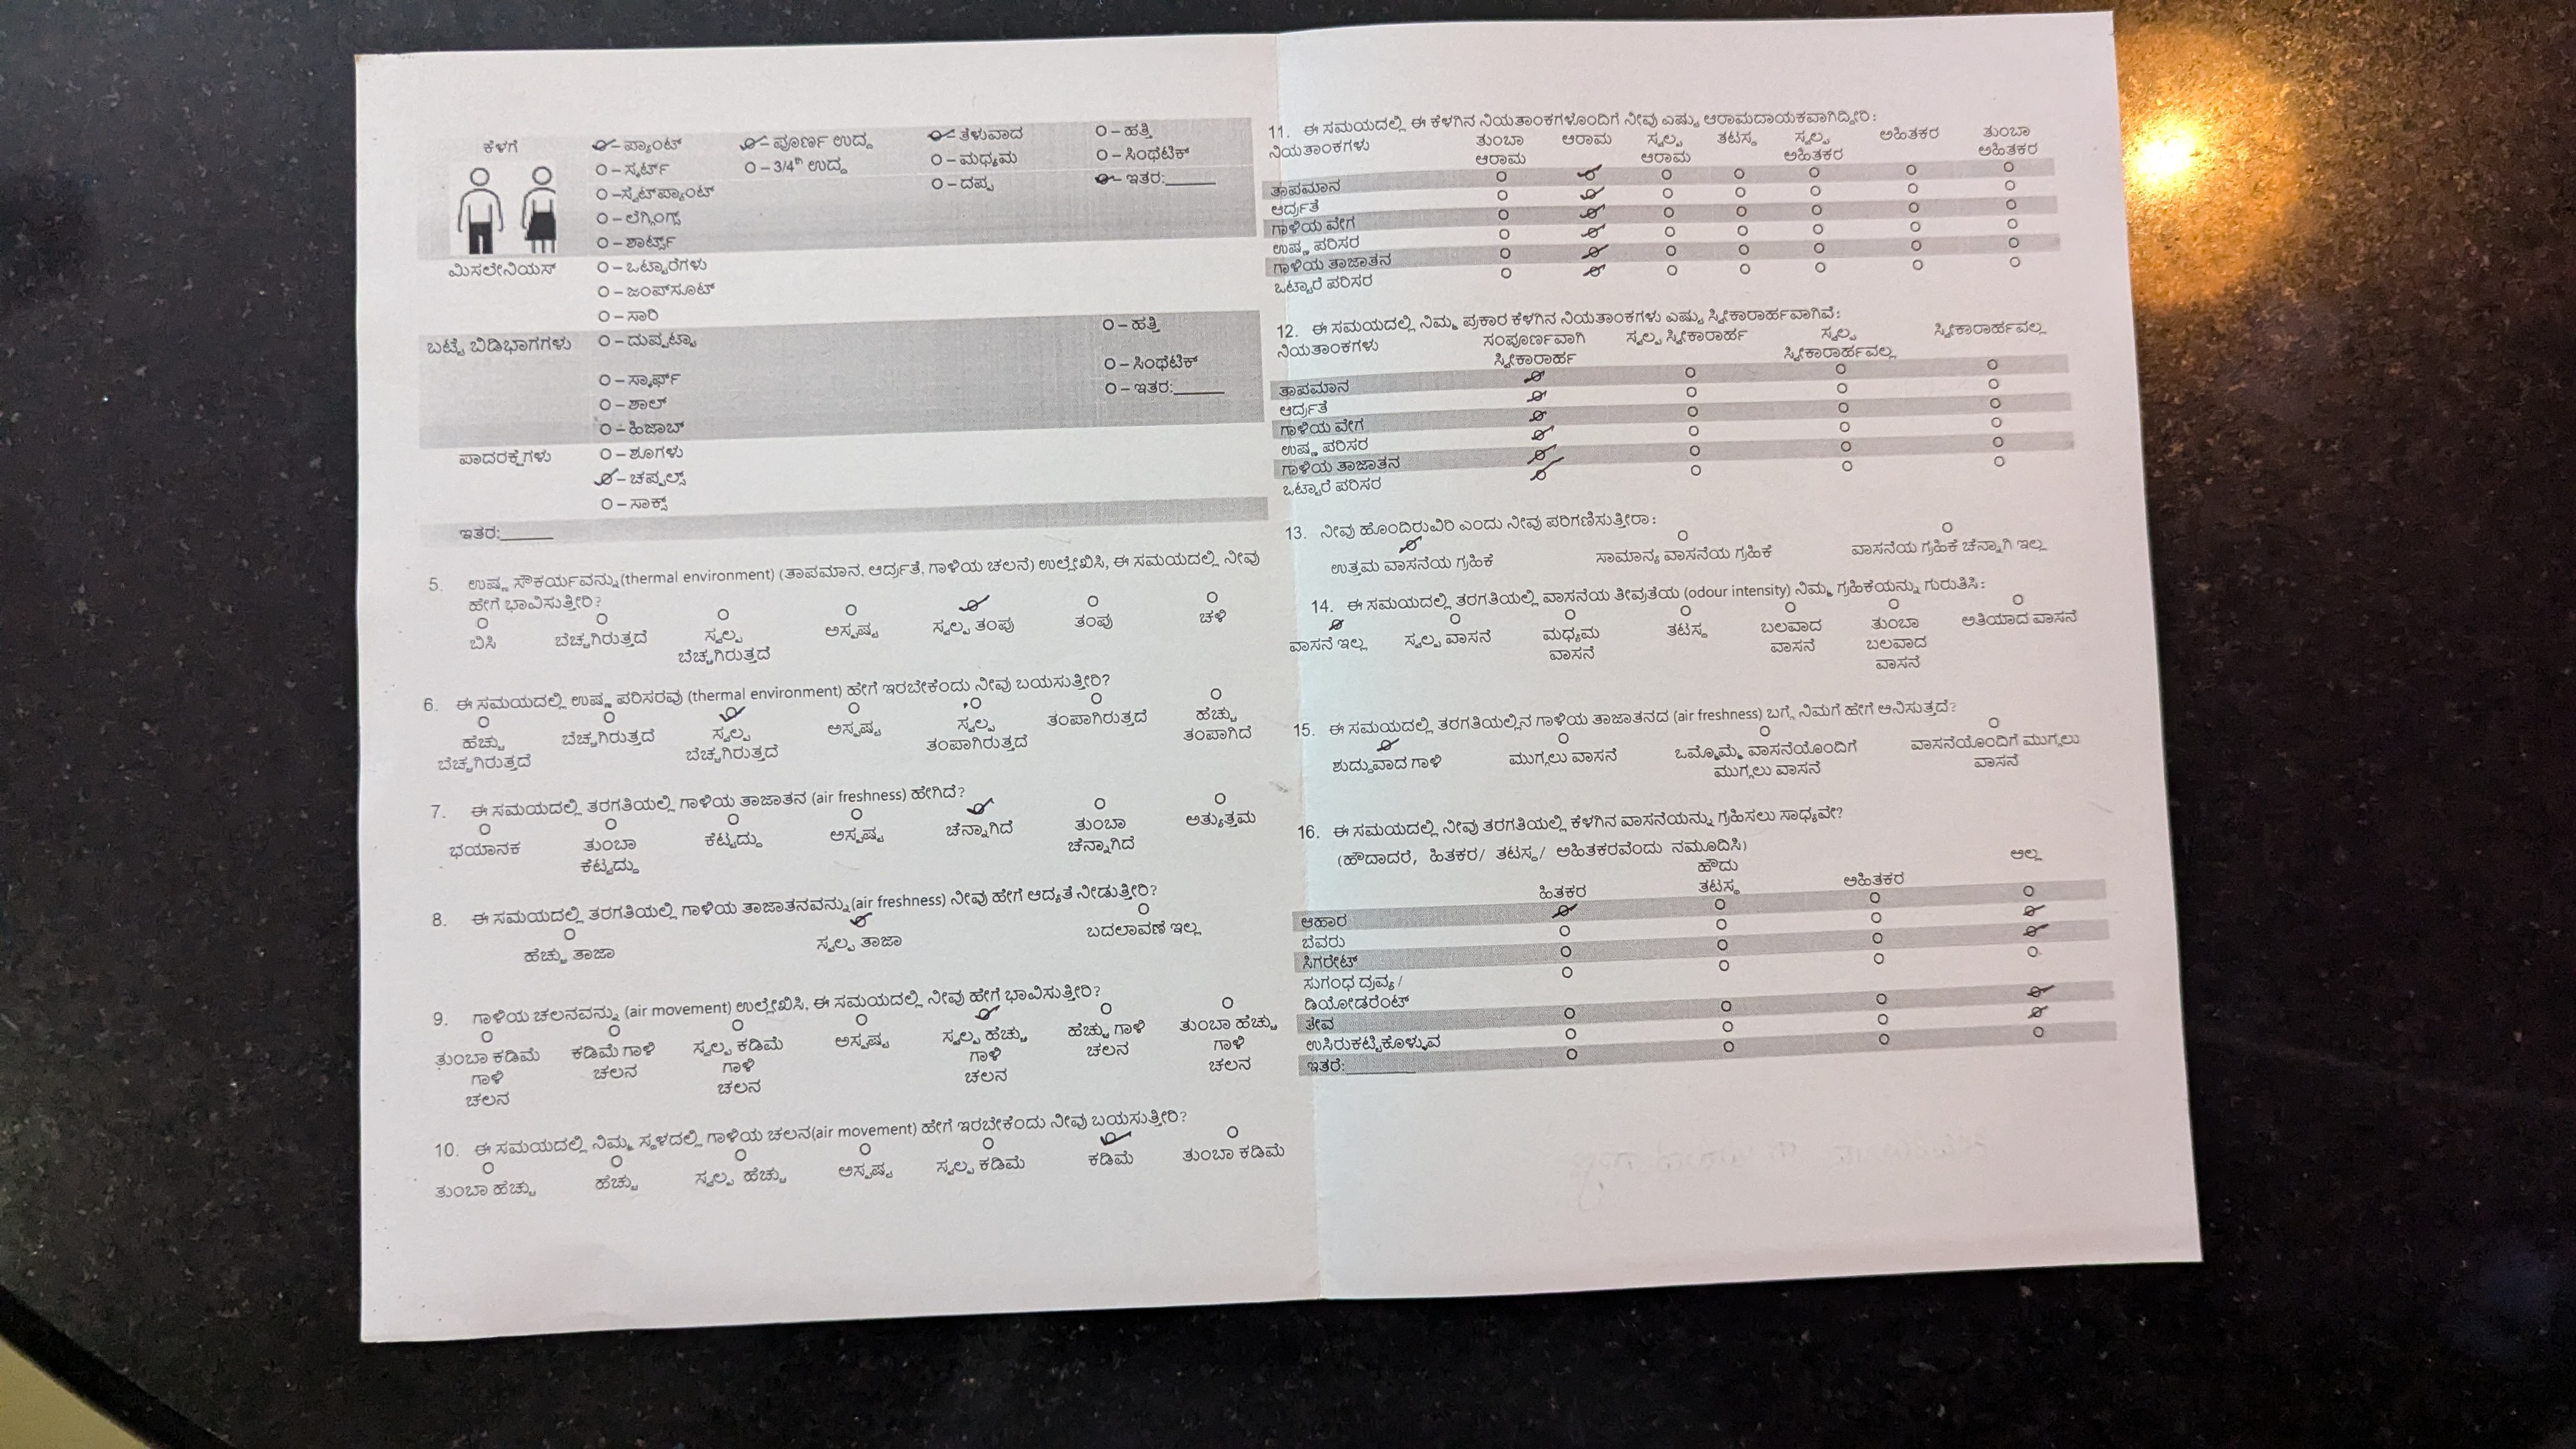 ಕೆಳಗೆ
O – ಪ್ಯಾಂಟ್ O – ಪೂರ್ಣ ಉದ್ದ O – ತೆಳುವಾದ O – ಹತ್ತಿ
O – ಸ್ಕರ್ಟ್ O – 3/4th ಉದ್ದ O – ಮಧ್ಯಮ O – ಸಿಂಥೆಟಿಕ್
O –ಸ್ವೆಟ್‌ಪ್ಯಾಂಟ್ O – ದಪ್ಪ O – ಇತರ:______
O – ಲೆಗ್ಗಿಂಗ್ಸ್
O – ಶಾರ್ಟ್ಸ್
ಮಿಸಲೇನಿಯಸ್ O – ಒಟ್ಟಾರೆಗಳು
O – ಜಂಪ್‌ಸೂಟ್
O – ಸಾರಿ
ಬಟ್ಟೆ ಬಿಡಿಭಾಗಗಳು O – ದುಪ್ಪಟ್ಟಾ O – ಹತ್ತಿ
O – ಸಿಂಥೆಟಿಕ್
O – ಸ್ಕಾರ್ಫ್ O – ಇತರ:______
O – ಶಾಲ್
O – ಹಿಜಾಬ್
ಪಾದರಕ್ಷೆಗಳು O – ಶೂಗಳು
O – ಚಪ್ಪಲ್ಸ್
O – ಸಾಕ್ಸ್
ಇತರ:______
5. ಉಷ್ಣ ಸೌಕರ್ಯವನ್ನು (thermal environment) (ತಾಪಮಾನ, ಆರ್ದ್ರತೆ, ಗಾಳಿಯ ಚಲನೆ) ಉಲ್ಲೇಖಿಸಿ, ಈ ಸಮಯದಲ್ಲಿ ನೀವು
ಹೇಗೆ ಭಾವಿಸುತ್ತೀರಿ?
ಬಿಸಿ ಬೆಚ್ಚಗಿರುತ್ತದೆ ಸ್ವಲ್ಪ ಅಸ್ಪಷ್ಟ ಸ್ವಲ್ಪ ತಂಪು ತಂಪು ಚಳಿ
ಬೆಚ್ಚಗಿರುತ್ತದೆ
6. ಈ ಸಮಯದಲ್ಲಿ ಉಷ್ಣ ಪರಿಸರವು (thermal environment) ಹೇಗೆ ಇರಬೇಕೆಂದು ನೀವು ಬಯಸುತ್ತೀರಿ?
ಹೆಚ್ಚು ಬೆಚ್ಚಗಿರುತ್ತದೆ ಸ್ವಲ್ಪ ಅಸ್ಪಷ್ಟ ಸ್ವಲ್ಪ ತಂಪಾಗಿರುತ್ತದೆ ಹೆಚ್ಚು
ಬೆಚ್ಚಗಿರುತ್ತದೆ ಬೆಚ್ಚಗಿರುತ್ತದೆ ತಂಪಾಗಿರುತ್ತದೆ ತಂಪಾಗಿದೆ
7. ಈ ಸಮಯದಲ್ಲಿ ತರಗತಿಯಲ್ಲಿ ಗಾಳಿಯ ತಾಜಾತನ (air freshness) ಹೇಗಿದೆ?
ಭಯಾನಕ ತುಂಬಾ ಕೆಟ್ಟದ್ದು ಅಸ್ಪಷ್ಟ ಚೆನ್ನಾಗಿದೆ ತುಂಬಾ ಅತ್ಯುತ್ತಮ
ಕೆಟ್ಟದ್ದು ಚೆನ್ನಾಗಿದೆ
8. ಈ ಸಮಯದಲ್ಲಿ ತರಗತಿಯಲ್ಲಿ ಗಾಳಿಯ ತಾಜಾತನವನ್ನು (air freshness) ನೀವು ಹೇಗೆ ಆದ್ಯತೆ ನೀಡುತ್ತೀರಿ?
ಹೆಚ್ಚು ತಾಜಾ ಸ್ವಲ್ಪ ತಾಜಾ ಬದಲಾವಣೆ ಇಲ್ಲ
9. ಗಾಳಿಯ ಚಲನವನ್ನು (air movement) ಉಲ್ಲೇಖಿಸಿ, ಈ ಸಮಯದಲ್ಲಿ ನೀವು ಹೇಗೆ ಭಾವಿಸುತ್ತೀರಿ?
ತುಂಬಾ ಕಡಿಮೆ ಕಡಿಮೆ ಗಾಳಿ ಸ್ವಲ್ಪ ಕಡಿಮೆ ಅಸ್ಪಷ್ಟ ಸ್ವಲ್ಪ ಹೆಚ್ಚು ಹೆಚ್ಚು ಗಾಳಿ ತುಂಬಾ ಹೆಚ್ಚು
ಗಾಳಿ ಚಲನ ಗಾಳಿ ಗಾಳಿ ಚಲನ ಗಾಳಿ
ಚಲನ ಚಲನ ಚಲನ ಚಲನ
10. ಈ ಸಮಯದಲ್ಲಿ ನಿಮ್ಮ ಸ್ಥಳದಲ್ಲಿ ಗಾಳಿಯ ಚಲನ(air movement) ಹೇಗೆ ಇರಬೇಕೆಂದು ನೀವು ಬಯಸುತ್ತೀರಿ?
ತುಂಬಾ ಹೆಚ್ಚು ಹೆಚ್ಚು ಸ್ವಲ್ಪ ಹೆಚ್ಚು ಅಸ್ಪಷ್ಟ ಸ್ವಲ್ಪ ಕಡಿಮೆ ಕಡಿಮೆ ತುಂಬಾ ಕಡಿಮೆ
11. ಈ ಸಮಯದಲ್ಲಿ ಈ ಕೆಳಗಿನ ನಿಯತಾಂಕಗಳೊಂದಿಗೆ ನೀವು ಎಷ್ಟು ಆರಾಮದಾಯಕವಾಗಿದ್ದೀರಿ:
ನಿಯತಾಂಕಗಳು ತುಂಬಾ ಆರಾಮ ಸ್ವಲ್ಪ ತಟಸ್ಥ ಸ್ವಲ್ಪ ಅಹಿತಕರ ತುಂಬಾ
ಆರಾಮ ಆರಾಮ ಅಹಿತಕರ ಅಹಿತಕರ
ತಾಪಮಾನ
ಆರ್ದ್ರತೆ
ಗಾಳಿಯ ವೇಗ
ಉಷ್ಣ ಪರಿಸರ
ಗಾಳಿಯ ತಾಜಾತನ
ಒಟ್ಟಾರೆ ಪರಿಸರ
12. ಈ ಸಮಯದಲ್ಲಿ ನಿಮ್ಮ ಪ್ರಕಾರ ಕೆಳಗಿನ ನಿಯತಾಂಕಗಳು ಎಷ್ಟು ಸ್ವೀಕಾರಾರ್ಹವಾಗಿವೆ:
ನಿಯತಾಂಕಗಳು ಸಂಪೂರ್ಣವಾಗಿ ಸ್ವಲ್ಪ ಸ್ವೀಕಾರಾರ್ಹ ಸ್ವಲ್ಪ ಸ್ವೀಕಾರಾರ್ಹವಲ್ಲ
ಸ್ವೀಕಾರಾರ್ಹ ಸ್ವೀಕಾರಾರ್ಹವಲ್ಲ
ತಾಪಮಾನ
ಆರ್ದ್ರತೆ
ಗಾಳಿಯ ವೇಗ
ಉಷ್ಣ ಪರಿಸರ
ಗಾಳಿಯ ತಾಜಾತನ
ಒಟ್ಟಾರೆ ಪರಿಸರ
13. ನೀವು ಹೊಂದಿರುವಿರಿ ಎಂದು ನೀವು ಪರಿಗಣಿಸುತ್ತೀರಾ:
ಉತ್ತಮ ವಾಸನೆಯ ಗ್ರಹಿಕೆ ಸಾಮಾನ್ಯ ವಾಸನೆಯ ಗ್ರಹಿಕೆ ವಾಸನೆಯ ಗ್ರಹಿಕೆ ಚೆನ್ನಾಗಿ ಇಲ್ಲ
14. ಈ ಸಮಯದಲ್ಲಿ ತರಗತಿಯಲ್ಲಿ ವಾಸನೆಯ ತೀವ್ರತೆಯ (odour intensity) ನಿಮ್ಮ ಗ್ರಹಿಕೆಯನ್ನು ಗುರುತಿಸಿ:
ವಾಸನೆ ಇಲ್ಲ ಸ್ವಲ್ಪ ವಾಸನೆ ಮಧ್ಯಮ ತಟಸ್ಥ ಬಲವಾದ ತುಂಬಾ ಅತಿಯಾದ ವಾಸನೆ
ವಾಸನೆ ವಾಸನೆ ಬಲವಾದ
ವಾಸನೆ
15. ಈ ಸಮಯದಲ್ಲಿ ತರಗತಿಯಲ್ಲಿನ ಗಾಳಿಯ ತಾಜಾತನದ (air freshness) ಬಗ್ಗೆ ನಿಮಗೆ ಹೇಗೆ ಅನಿಸುತ್ತದೆ?
ಶುದ್ಧುವಾದ ಗಾಳಿ ಮುಗ್ಗಲು ವಾಸನೆ ಒಮ್ಮೊಮ್ಮೆ ವಾಸನೆಯೊಂದಿಗೆ ವಾಸನೆಯೊಂದಿಗೆ ಮುಗ್ಗಲು
ಮುಗ್ಗಲು ವಾಸನೆ ವಾಸನೆ
16. ಈ ಸಮಯದಲ್ಲಿ ನೀವು ತರಗತಿಯಲ್ಲಿ ಕೆಳಗಿನ ವಾಸನೆಯನ್ನು ಗ್ರಹಿಸಲು ಸಾಧ್ಯವೇ?
(ಹೌದಾದರೆ, ಹಿತಕರ/ ತಟಸ್ಥ/ ಅಹಿತಕರವೆಂದು ನಮೂದಿಸಿ)
ಹೌದು ಅಲ್ಲ
ಹಿತಕರ ತಟಸ್ಥ ಅಹಿತಕರ
ಆಹಾರ
ಬೆವರು
ಸಿಗರೇಟ್
ಸುಗಂಧ ದ್ರವ್ಯ /
ಡಿಯೋಡರೆಂಟ್
ತೇವ
ಉಸಿರುಕಟ್ಟಿಕೊಳ್ಳುವ
ಇತರೆ:________